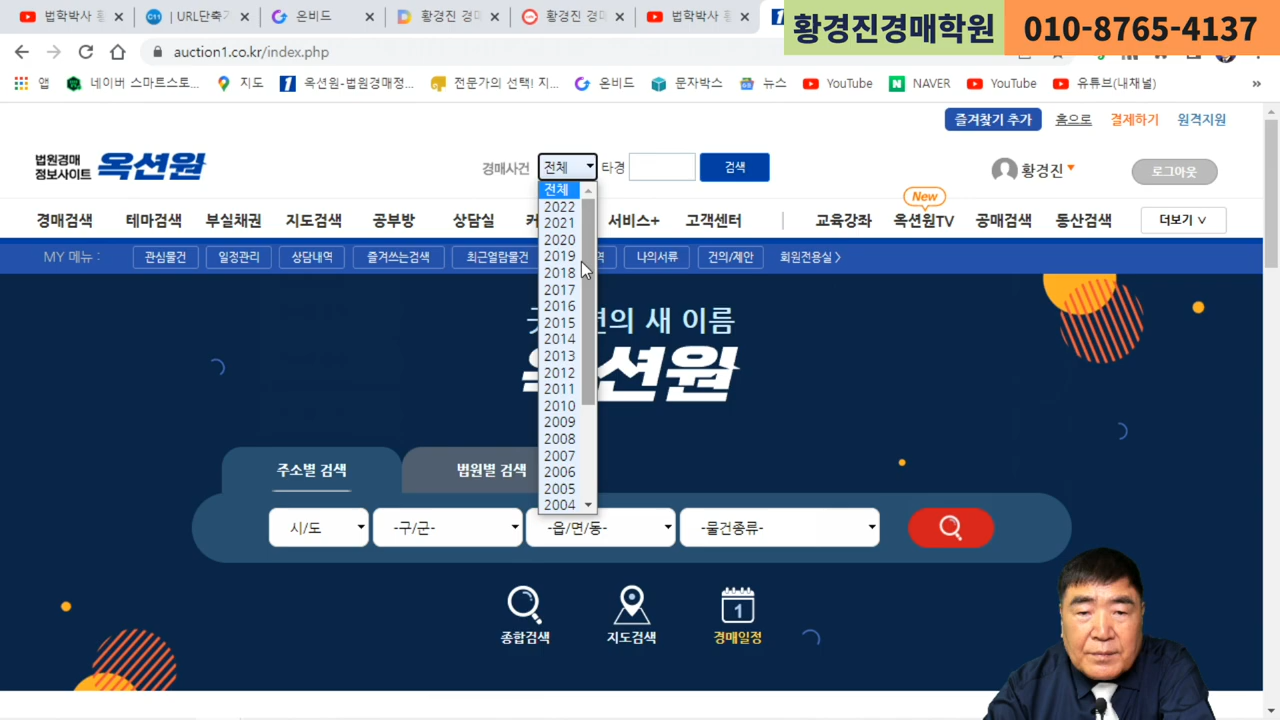 법학박사 황
| URL단축기
온비드
황경진 경매
황경진 경매
법학박사 황
황경진경매학원
010-8765-4137
auction1.co.kr/index.php
앱
네이버 스마트스토...
지도
옥션원-법원경매정...
전문가의 선택! 지...
온비드
문자박스
뉴스
YouTube
NAVER
YouTube
유튜브(내채널)
»
즐겨찾기 추가
홈으로
결제하기
원격지원
법원경매
정보사이트
옥션원
경매사건
전체
타경
검색
황경진
로그아웃
New
경매검색
테마검색
부실채권
지도검색
공부방
상담실
커
서비스+
고객센터
|
교육강좌
옥션원TV
공매검색
통산검색
더보기 ∨
MY 메뉴 :
관심물건
일정관리
상담내역
즐겨쓰는검색
최근열람물건
역
나의서류
건의/제안
회원전용실 〉
전체
2022
2021
2020
2019
2018
2017
2016
2015
2014
2013
2012
2011
2010
2009
2008
2007
2006
2005
2004
변의 새 이름
옥션원
주소별 검색
법원별 검색
시/도
-구/군-
-읍/면/동-
-물건종류-
종합검색
지도검색
1
경매일정